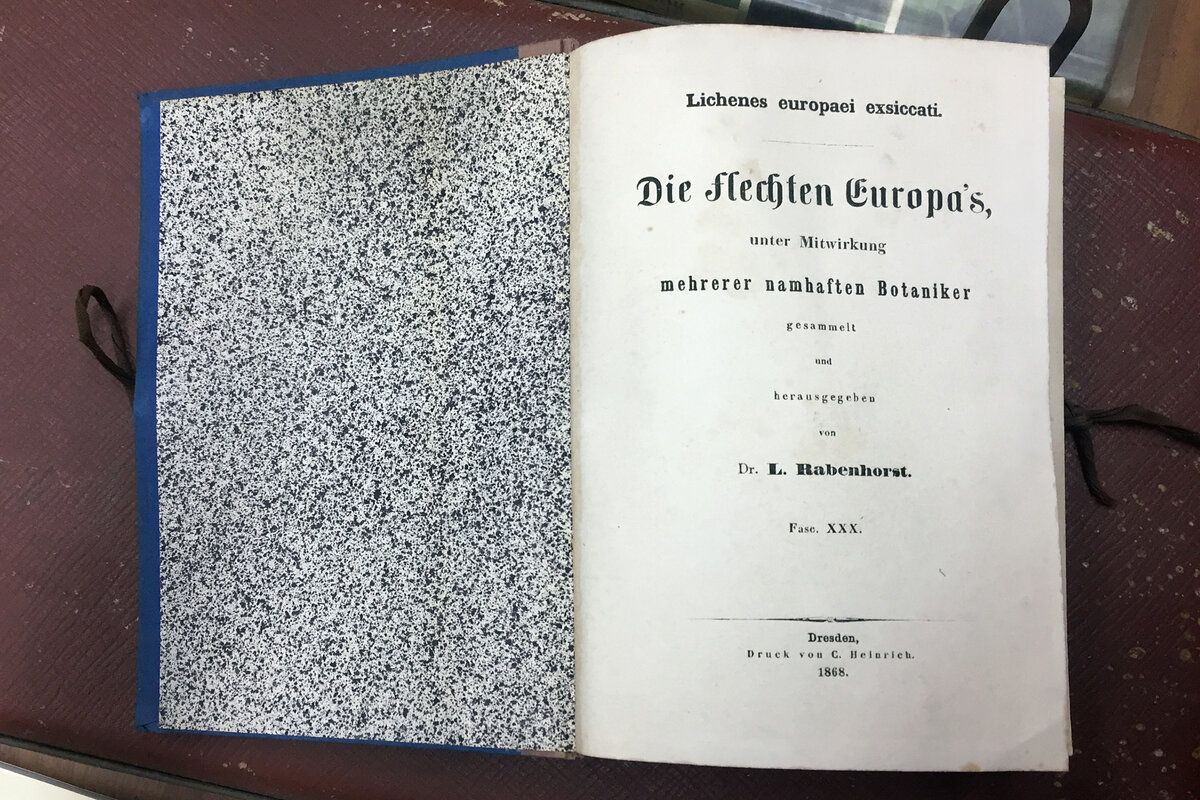 Lichenes europaei exsiccati.
Die Flechten Europa's,
unter Mitwirkung
mehrerer namhaften Botaniker
gesammelt
und
herausgegeben
von
Dr. L. Rabenhorst.
Fasc. XXX.
Dresden,
Druck von C. Heinrich.
1868.